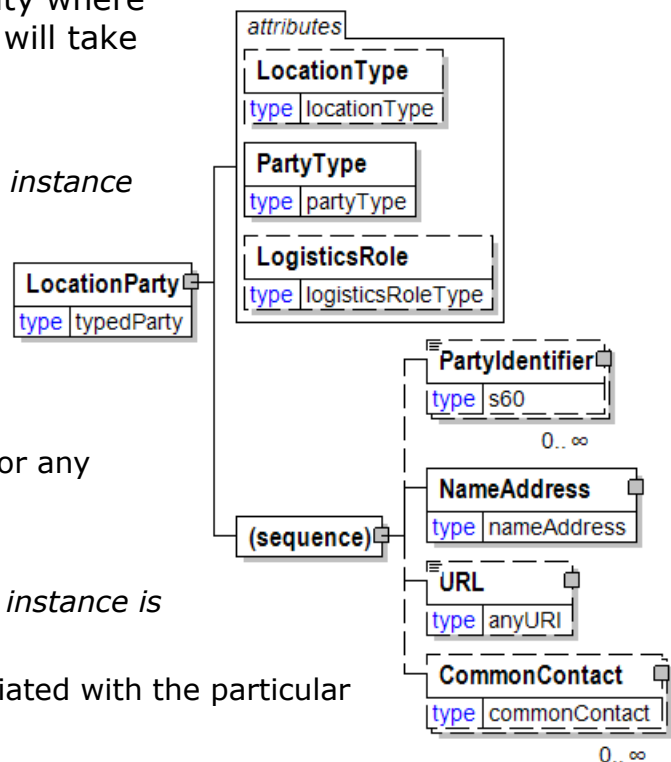 ity where
will take
instance
or any
instance is
iated with the particular
attributes
LocationType
type locationType
PartyType
type partyType
LogisticsRole
type logisticsRoleType
LocationParty
type typedParty
(sequence)
PartyIdentifier
type s60
0.. ∞
NameAddress
type nameAddress
URL
type anyURI
CommonContact
type commonContact
0.. ∞